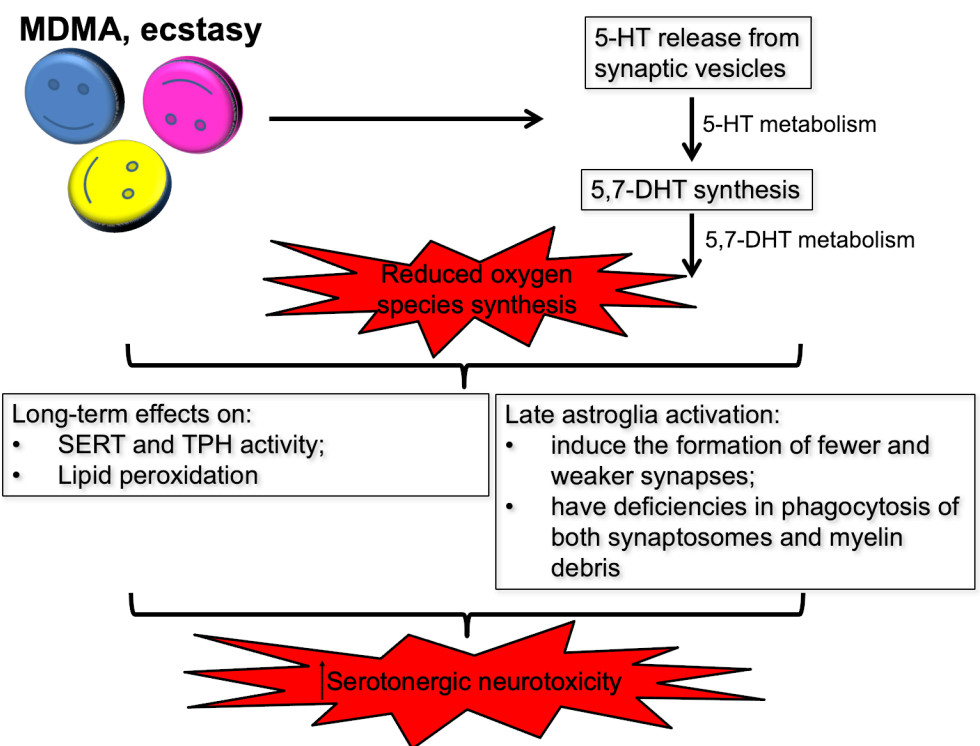 MDMA, ecstasy
5-HT release from
synaptic vesicles
5-HT metabolism
5,7-DHT synthesis
5,7-DHT metabolism
Reduced oxygen
species synthesis
Long-term effects on:
• SERT and TPH activity;
• Lipid peroxidation
Late astroglia activation:
• induce the formation of fewer and
weaker synapses;
• have deficiencies in phagocytosis of
both synaptosomes and myelin
debris
↑Serotonergic neurotoxicity